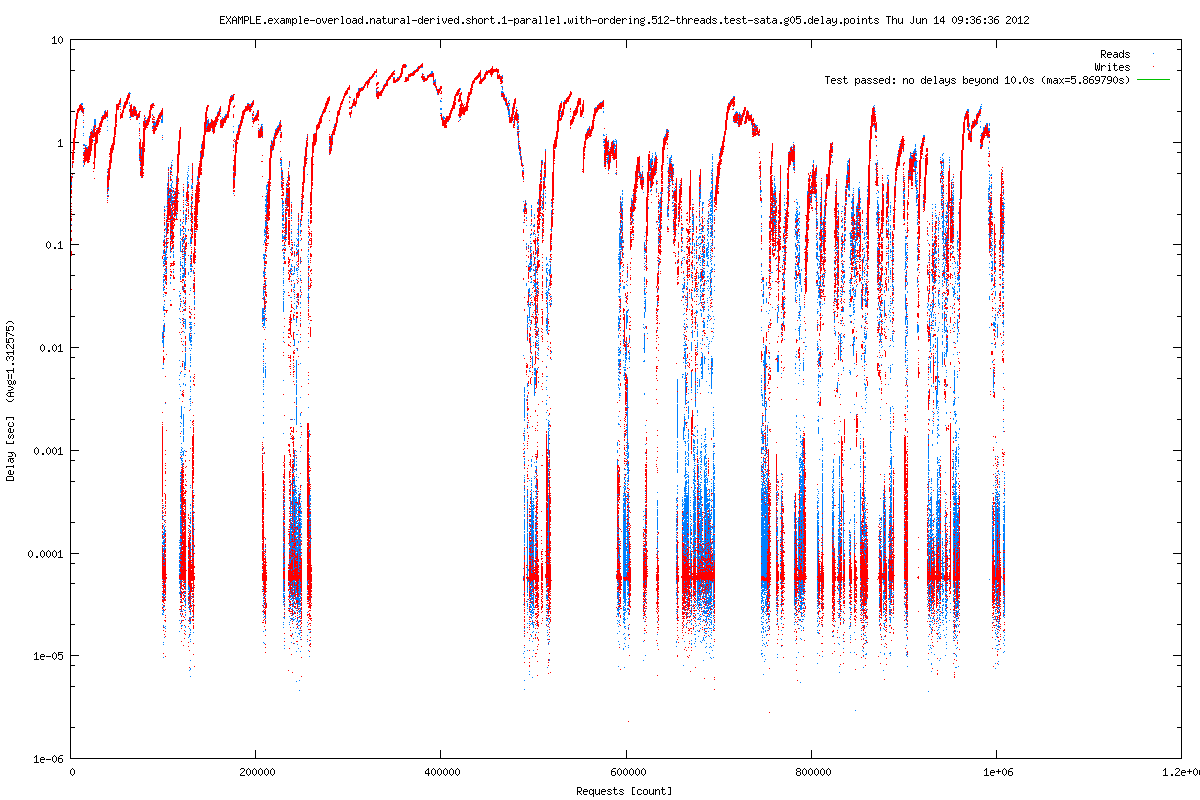 EXAMPLE.example-overload.natural-derived.short.1-parallel.with-ordering.512-threads.test-sata.g05.delay.points Thu Jun 14 09:36:36 2012
Reads
Writes
Test passed: no delays beyond 10.0s (max=5.869790s)
10
1
0.1
0.01
0.001
0.0001
1e-05
1e-06
Delay [sec] (Avg=1.312575)
0
200000
400000
600000
800000
1e+06
1.2e+0
Requests [count]